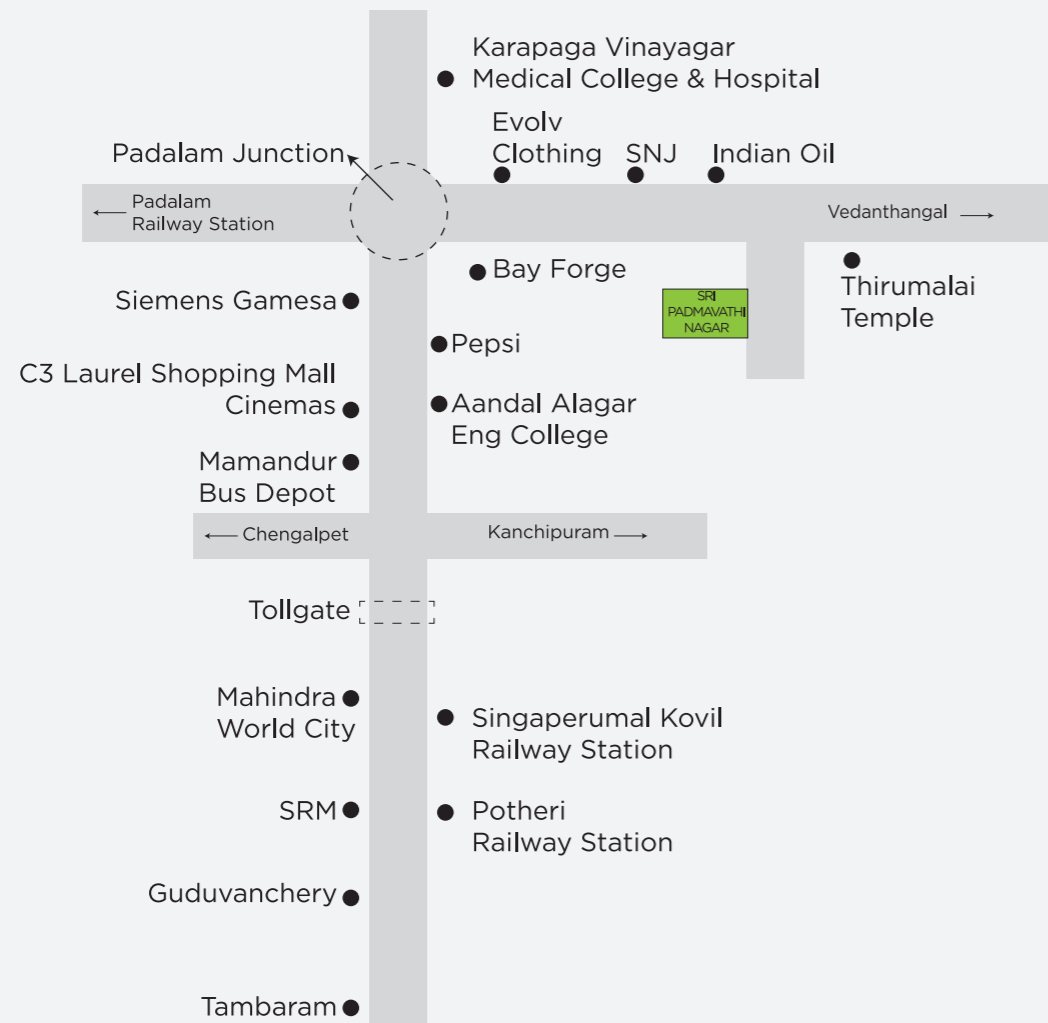 Karapaga Vinayagar
Medical College & Hospital
Evolv
Clothing
SNJ
Indian Oil
Padalam Junction
Padalam
Railway Station
Vedanthangal
Bay Forge
Thirumalai
Temple
Siemens Gamesa
SRI
PADMAVATHI
NAGAR
Pepsi
C3 Laurel Shopping Mall
Cinemas
Aandal Alagar
Eng College
Mamandur
Bus Depot
Chengalpet
Kanchipuram
Tollgate
Mahindra
World City
Singaperumal Kovil
Railway Station
SRM
Potheri
Railway Station
Guduvanchery
Tambaram